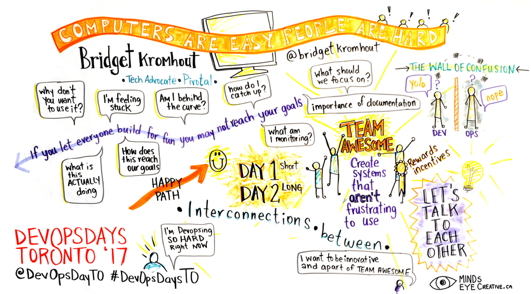 COMPUTERS ARE EASY, PEOPLE ARE HARD
Bridget Kromhout
• Tech Advocate • Pivotal •
@bridgetkromhout
why don't
you want
to use it??
I'm feeling
stuck
Am I behind
the curve?
how do I
catch up?
what should
we focus on?
importance of documentation
what am
I monitoring?
THE WALL OF CONFUSION
yolo
nope
DEV
OPS
If you let everyone build for fun you may not reach your goals
What is
this ACTUALLY
doing
How does
this reach
our goals
HAPPY
PATH
DAY 1 Short
DAY 2 LONG
TEAM
AWESOME
Create
systems
that
aren't
frustrating
to use
Rewards
incentives
LET'S
TALK
TO
EACH
OTHER
• Interconnections • between •
DEVOPSDAYS
TORONTO '17
@DevOpsDayTO #DevOpsDaysTO
I'm Devopsing
SO HARD,
right now
I want to be innovative
and apart of TEAM AWESOME
MINDS
EYE CREATIVE.CA